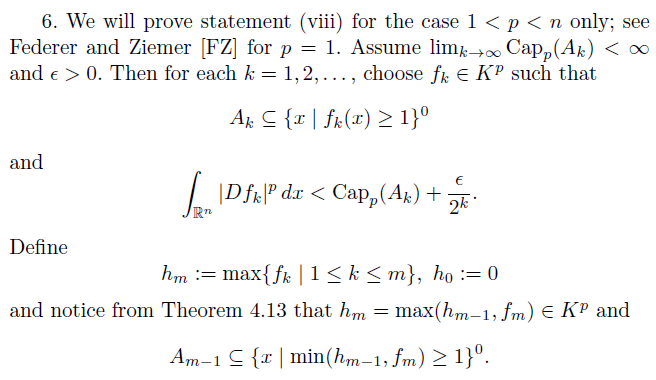 6. We will prove statement (viii) for the case 1 < p < n only; see
Federer and Ziemer [FZ] for p = 1. Assume lim_{k→∞} Cap_p(A_k) < ∞
and ϵ > 0. Then for each k = 1, 2, . . . , choose f_k ∈ K^p such that
A_k ⊆ {x | f_k(x) ≥ 1}^0
and
∫_{ℝ^n} |Df_k|^p dx < Cap_p(A_k) + ϵ/2^k.
Define
h_m := max{f_k | 1 ≤ k ≤ m}, h_0 := 0
and notice from Theorem 4.13 that h_m = max(h_{m−1}, f_m) ∈ K^p and
A_{m−1} ⊆ {x | min(h_{m−1}, f_m) ≥ 1}^0.